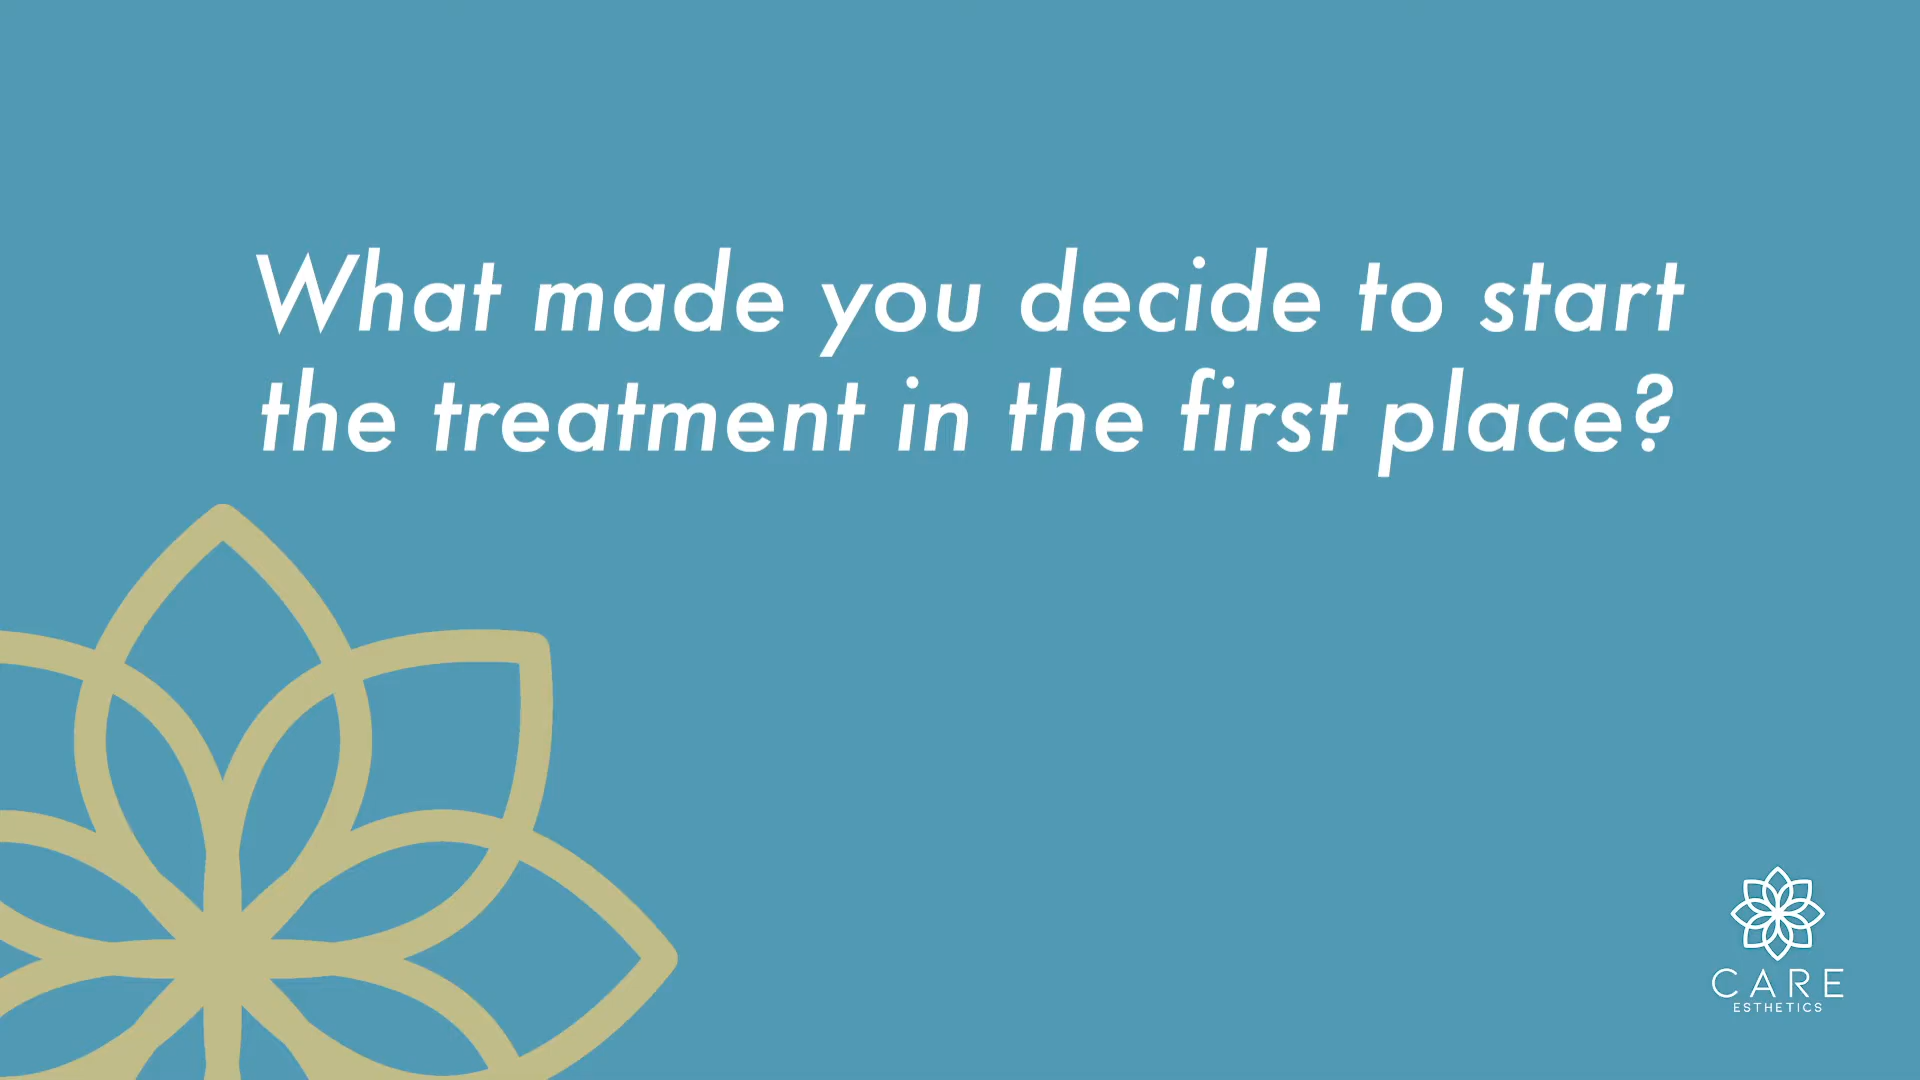 What made you decide to start
the treatment in the first place?
CARE
ESTHETICS